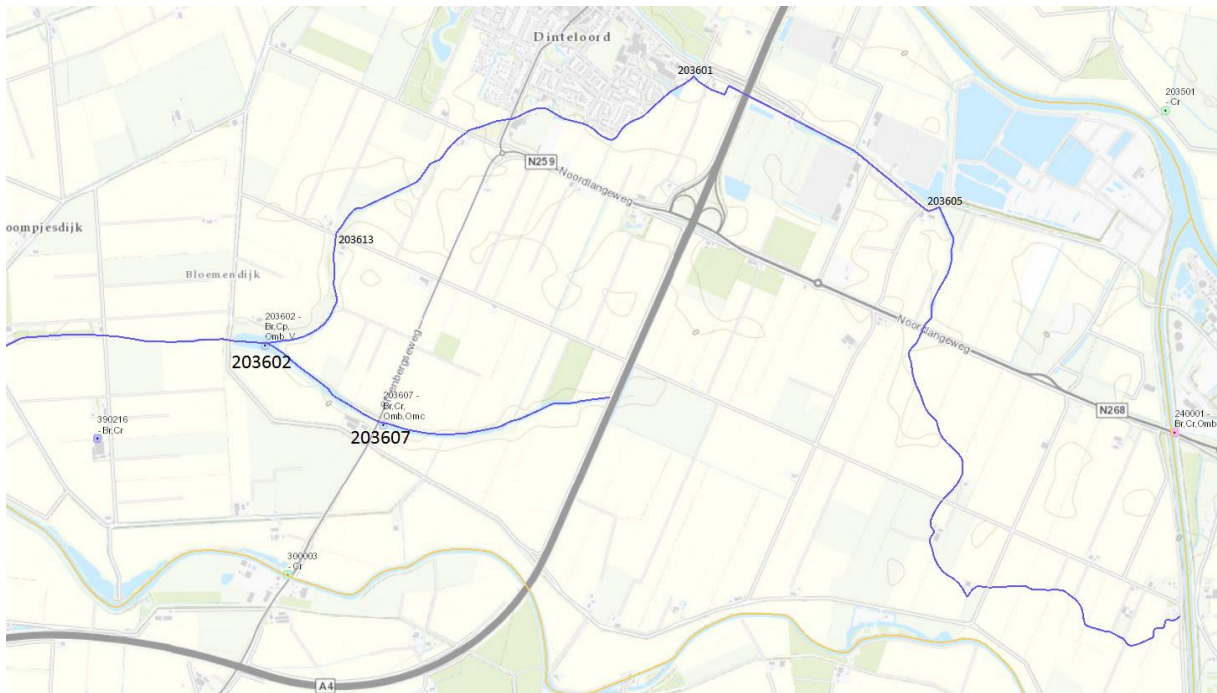 Dinteloord
203601
203501
- Cr
N259
Noordlangeweg
203605
203613
oompjesdijk
Bloemendijk
203602 -
Br,Cp,
Omb, V
203602
Noordlangeweg
203607 -
Br,Cr,
Omb,Omc
203607
390216
- Br,Cr
N268
240001 -
Br,Cr,Omb
300003
- Cr
A4